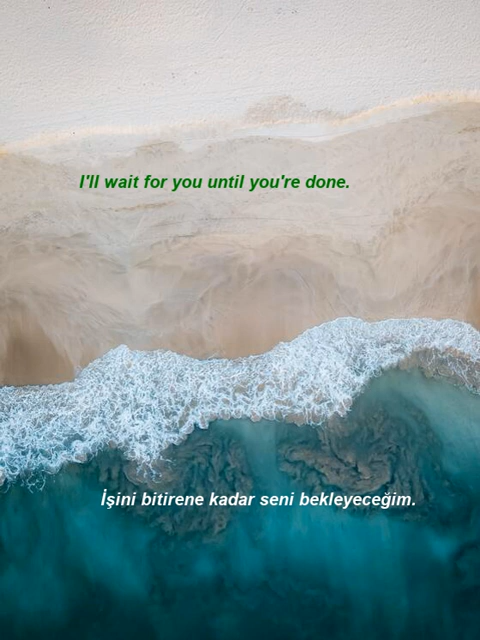 I'll wait for you until you're done.
İşini bitirene kadar seni bekleyeceğim.